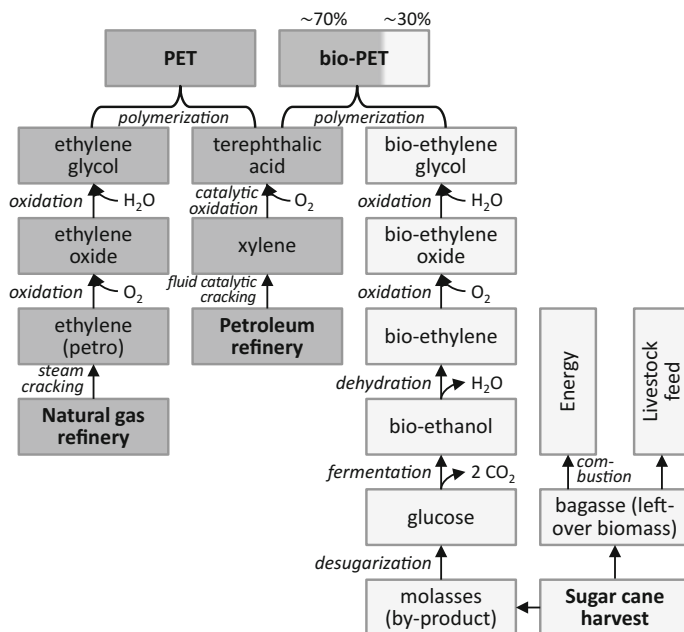 ~70%
~30%
PET
bio-PET
polymerization
polymerization
ethylene
glycol
terephthalic
acid
bio-ethylene
glycol
oxidation
H2O
catalytic
oxidation
O2
oxidation
H2O
ethylene
oxide
xylene
bio-ethylene
oxide
oxidation
O2
fluid catalytic
cracking
oxidation
O2
ethylene
(petro)
Petroleum
refinery
bio-ethylene
Energy
Livestock
feed
steam
cracking
dehydration
H2O
Natural gas
refinery
bio-ethanol
fermentation
2 CO2
com-
bustion
glucose
bagasse (left-
over biomass)
desugarization
molasses
(by-product)
Sugar cane
harvest